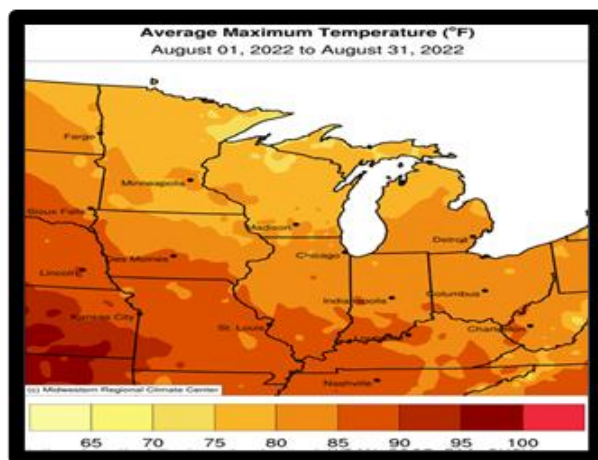 Average Maximum Temperature (°F)
August 01, 2022 to August 31, 2022
Fargo
Minneapolis
Sioux Falls
Madison
Detroit
Des Moines
Chicago
Lincoln
Indianapolis
Columbus
Kansas City
St. Louis
Nashville
(c) Midwestern Regional Climate Center
65 70 75 80 85 90 95 100